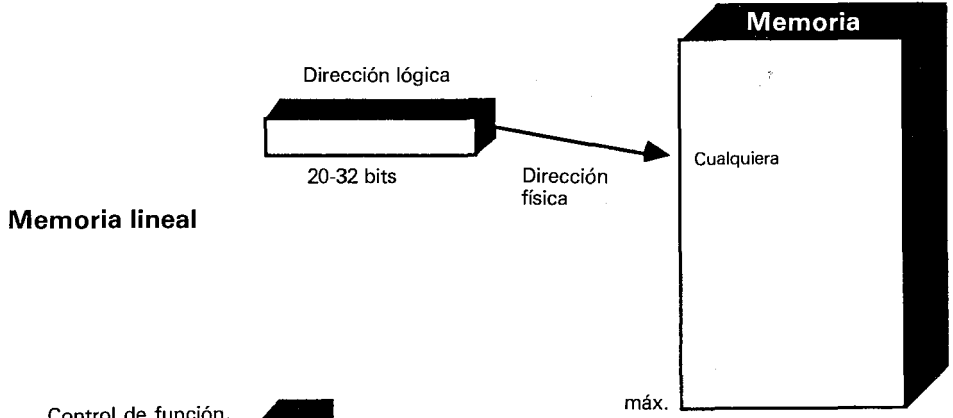 Memoria
Dirección lógica
Cualquiera
20-32 bits
Dirección
física
Memoria lineal
máx.
Control de función.